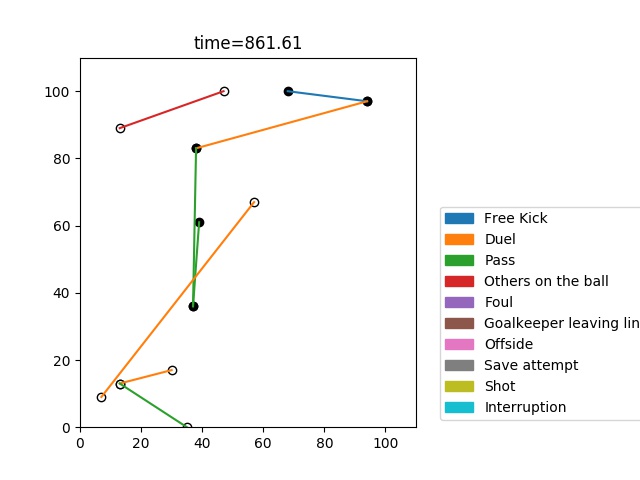 time=861.61
100
80
60
40
20
0
0 20 40 60 80 100
Free Kick
Duel
Pass
Others on the ball
Foul
Goalkeeper leaving lin
Offside
Save attempt
Shot
Interruption